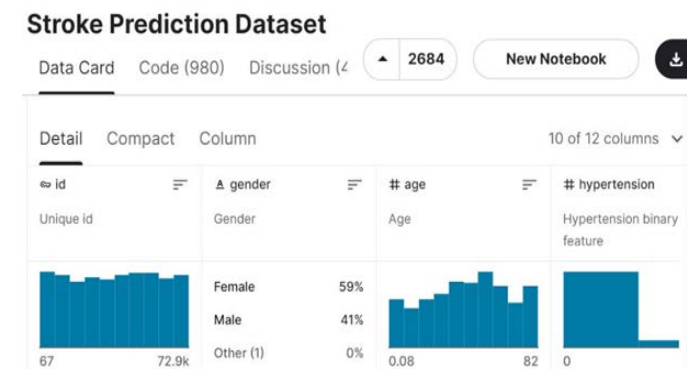 Stroke Prediction Dataset
Data Card Code (980) Discussion (4 2684 New Notebook
Detail Compact Column 10 of 12 columns
id A gender # age # hypertension
Unique id Gender Age Hypertension binary
feature
Female 59%
Male 41%
Other (1) 0%
67 72.9k 0.08 82 0